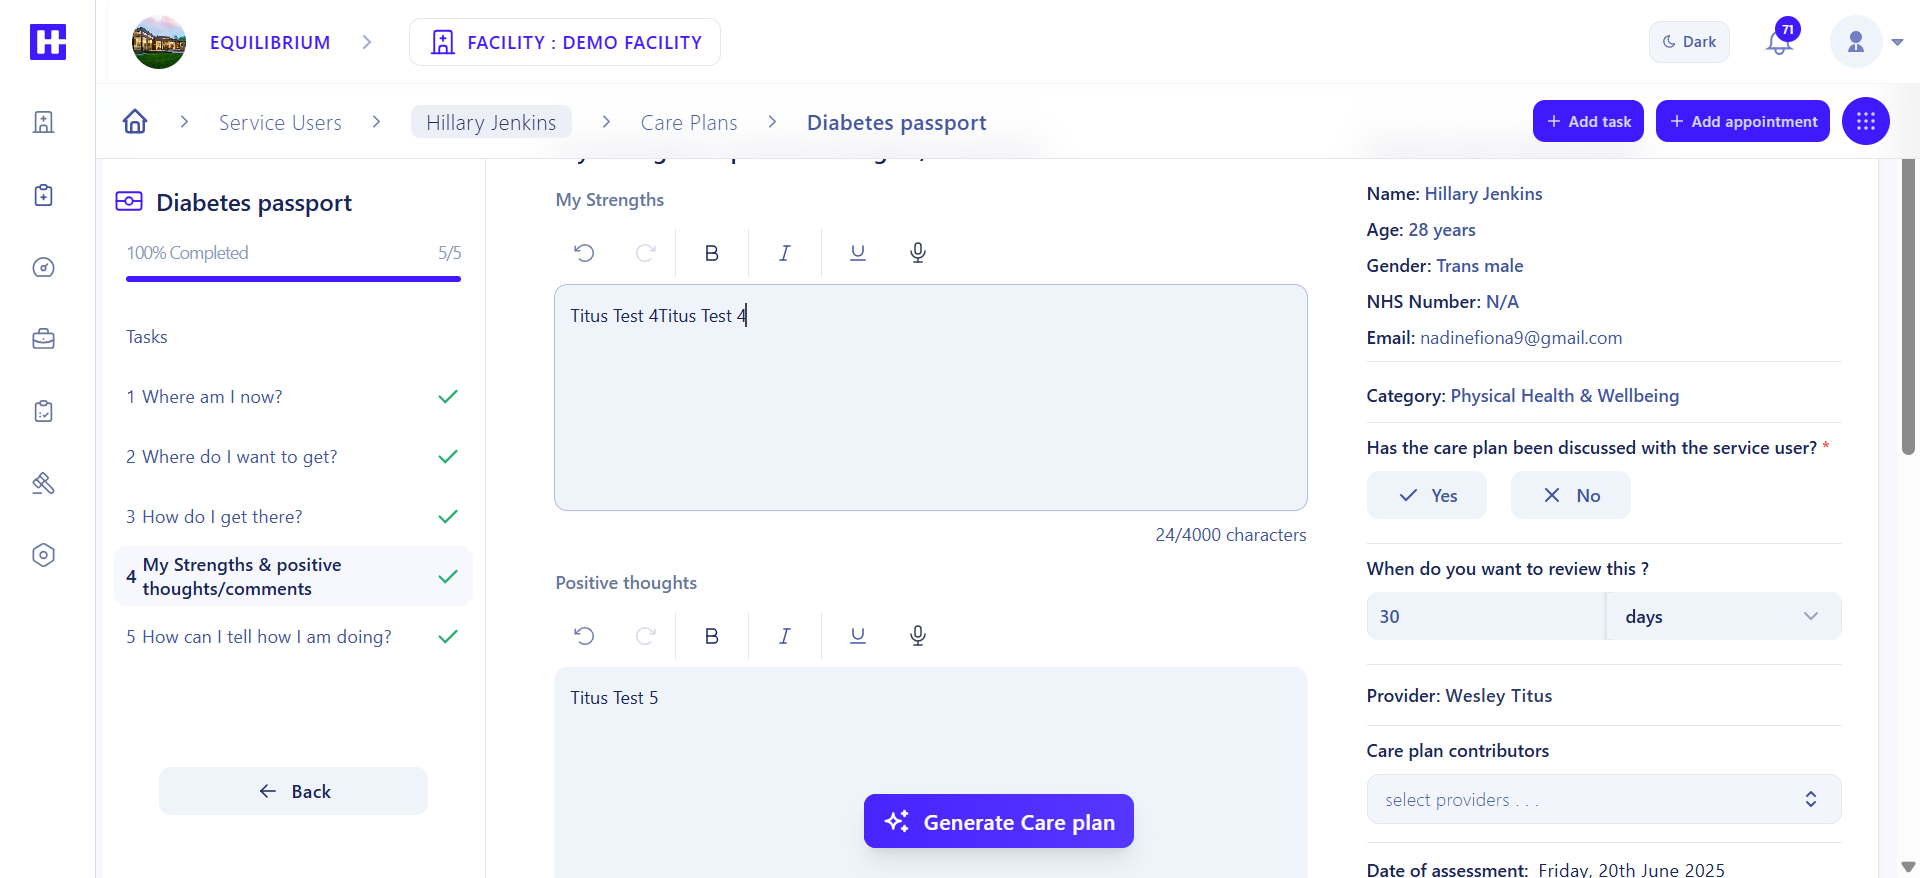 EQUILIBRIUM
FACILITY : DEMO FACILITY
Dark
71
Service Users
Hillary Jenkins
Care Plans
Diabetes passport
Add task
Add appointment
Diabetes passport
100% Completed
5/5
Tasks
1 Where am I now?
2 Where do I want to get?
3 How do I get there?
4 My Strengths & positive
thoughts/comments
5 How can I tell how I am doing?
Back
My Strengths
B
I
U
Titus Test 4Titus Test 4
24/4000 characters
Positive thoughts
B
I
U
Titus Test 5
Generate Care plan
Name: Hillary Jenkins
Age: 28 years
Gender: Trans male
NHS Number: N/A
Email: nadinefiona9@gmail.com
Category: Physical Health & Wellbeing
Has the care plan been discussed with the service user? *
Yes
No
When do you want to review this ?
30
days
Provider: Wesley Titus
Care plan contributors
select providers . . .
Date of assessment: Friday, 20th June 2025